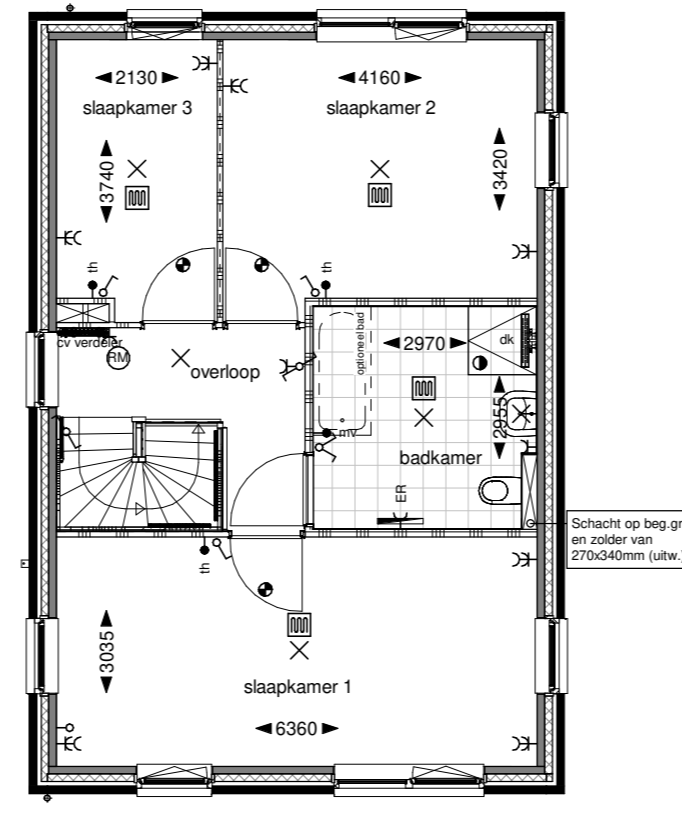 2130
4160
slaapkamer 3
slaapkamer 2
3740
3420
th
th
cv verdeler
RM
overloop
optioneel bad
2970
dk
2955
mv
badkamer
ER
Schacht op beg.gr
en zolder van
270x340mm (uitw.)
th
3035
slaapkamer 1
6360